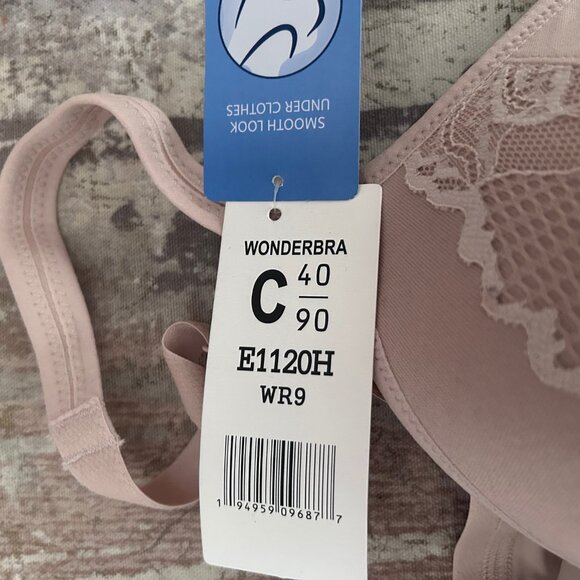 SMOOTH LOOK
UNDER CLOTHES
WONDERBRA
C 40
90
E1120H
WR9
1 94959 09687 7